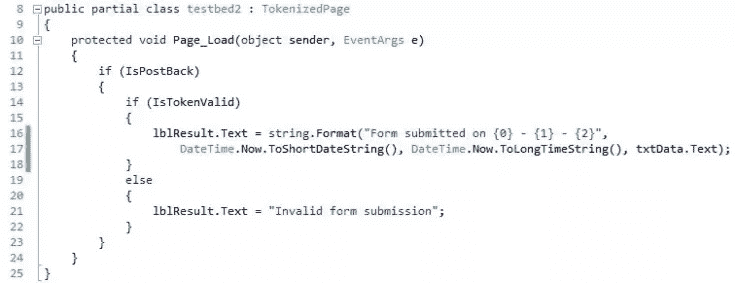 8 public partial class testbed2 : TokenizedPage
9 {
10 protected void Page_Load(object sender, EventArgs e)
11 {
12 if (IsPostBack)
13 {
14 if (IsTokenValid)
15 {
16 lblResult.Text = string.Format("Form submitted on {0} - {1} - {2}",
17 DateTime.Now.ToShortDateString(), DateTime.Now.ToLongTimeString(), txtData.Text);
18 }
19 else
20 {
21 lblResult.Text = "Invalid form submission";
22 }
23 }
24 }
25 }